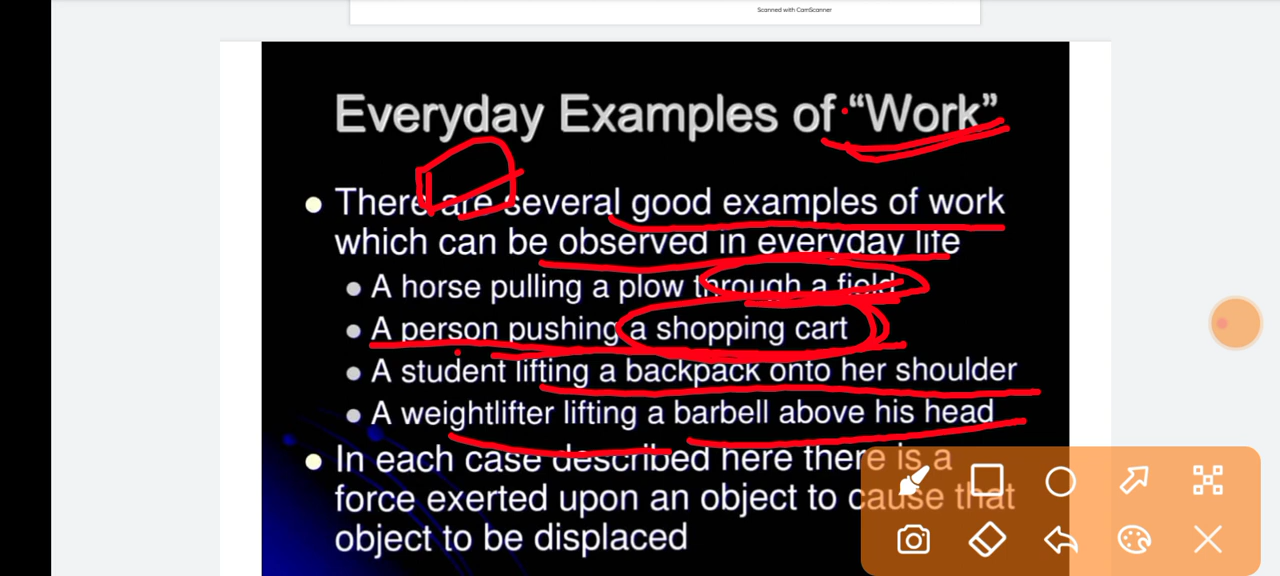 Scanned with CamScanner
Everyday Examples of “Work”
There are several good examples of work
which can be observed in everyday life
A horse pulling a plow through a field
A person pushing a shopping cart
A student lifting a backpack onto her shoulder
A weightlifter lifting a barbell above his head
In each case described here there is a
force exerted upon an object to cause that
object to be displaced